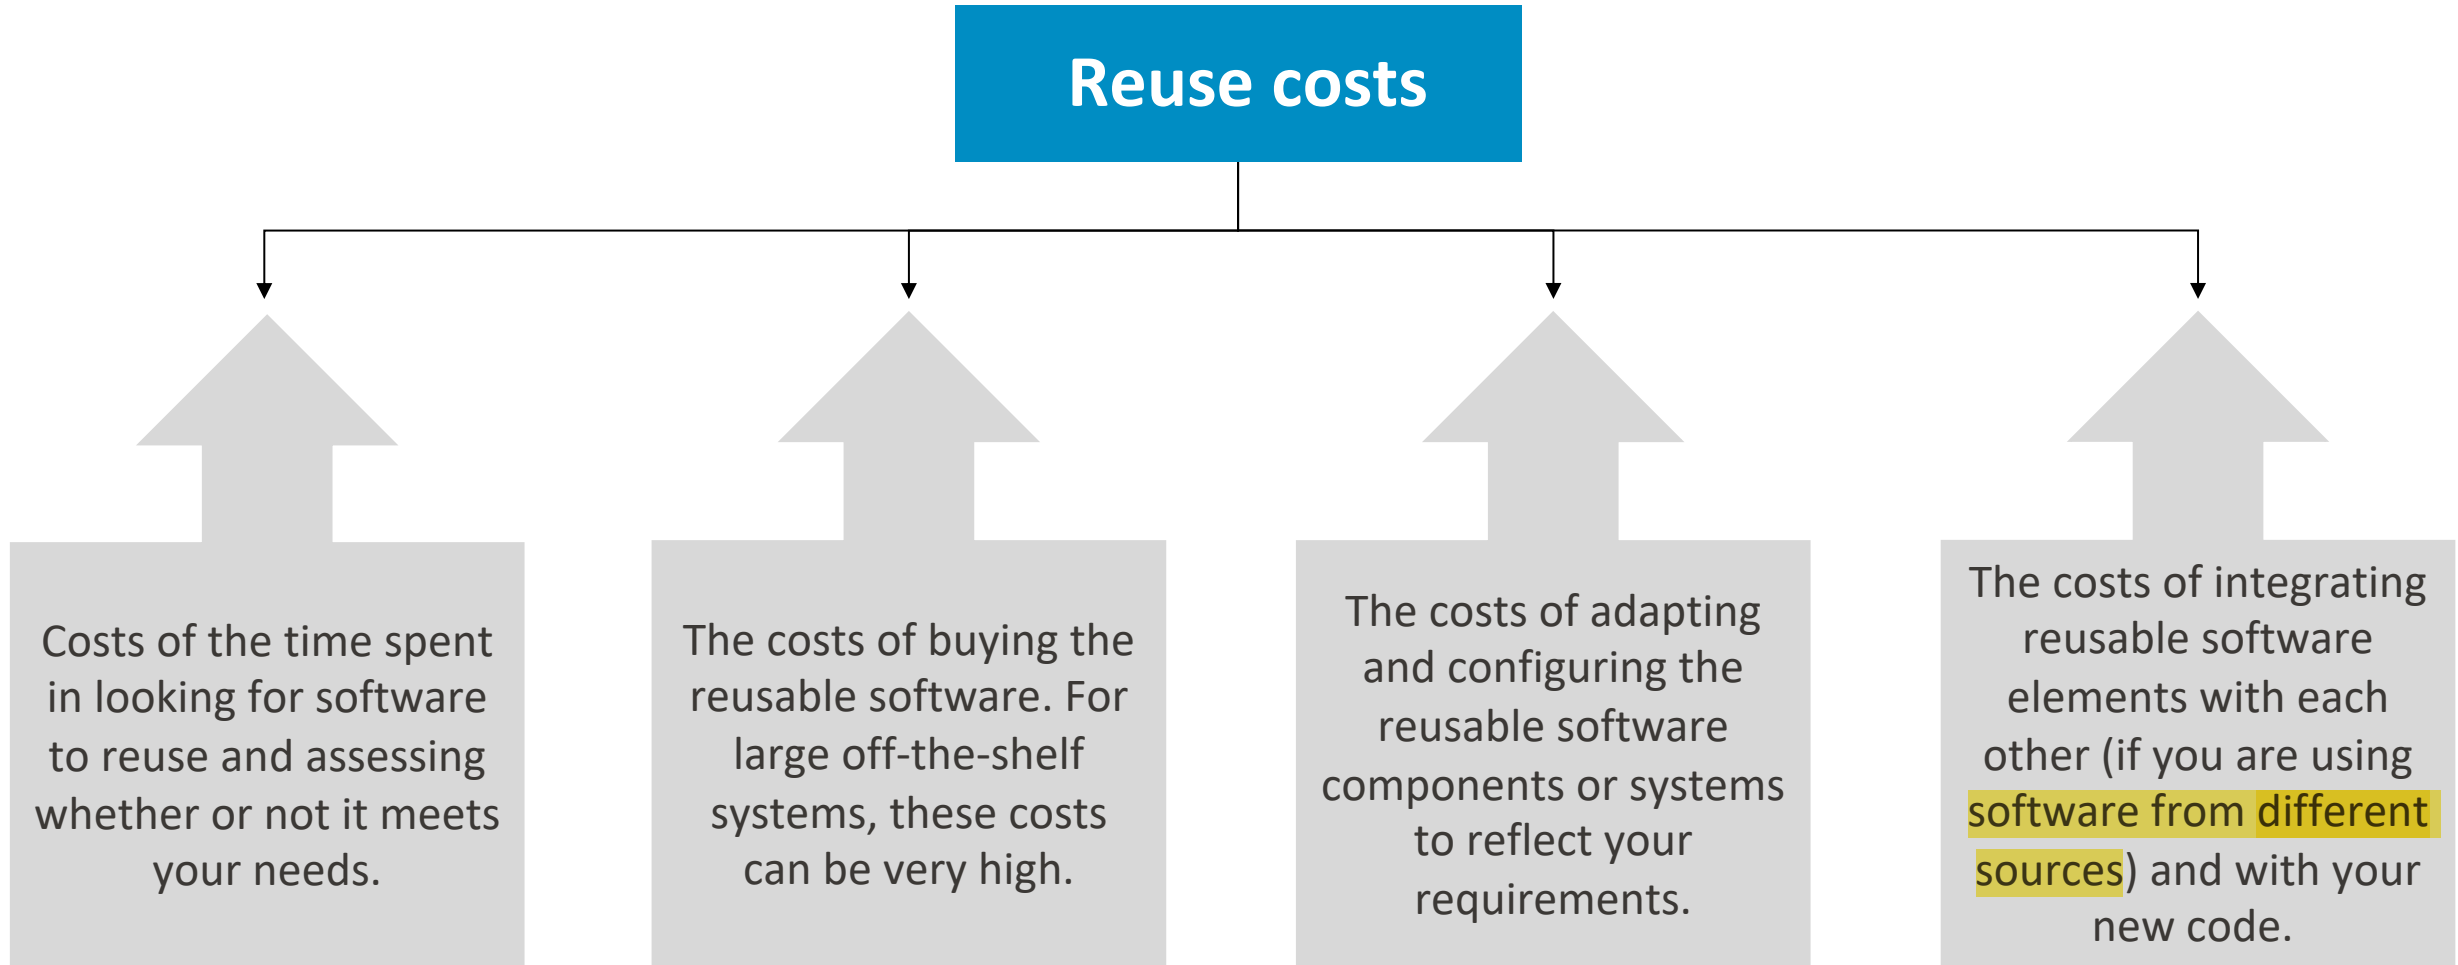 Reuse costs
Costs of the time spent
in looking for software
to reuse and assessing
whether or not it meets
your needs.
The costs of buying the
reusable software. For
large off-the-shelf
systems, these costs
can be very high.
The costs of adapting
and configuring the
reusable software
components or systems
to reflect your
requirements.
The costs of integrating
reusable software
elements with each
other (if you are using
software from different
sources) and with your
new code.